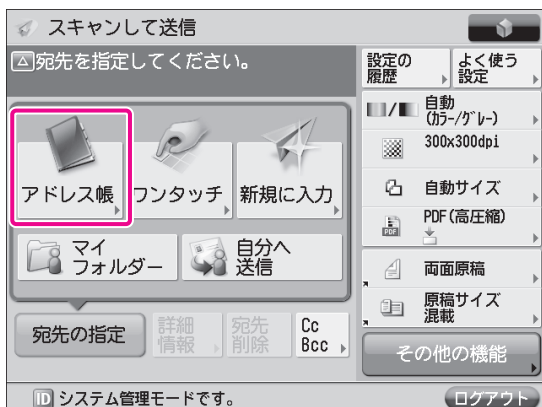 スキャンして送信
宛先を指定してください。
設定の
履歴
よく使う
設定
自動
(ｶﾗｰ/ｸﾞﾚｰ)
300x300dpi
自動サイズ
PDF
PDF(高圧縮)
両面原稿
原稿サイズ
混載
その他の機能
アドレス帳
ワンタッチ
新規に入力
マイ
フォルダー
自分へ
送信
宛先の指定
詳細
情報
宛先
削除
Cc
Bcc
ID システム管理モードです。
ログアウト